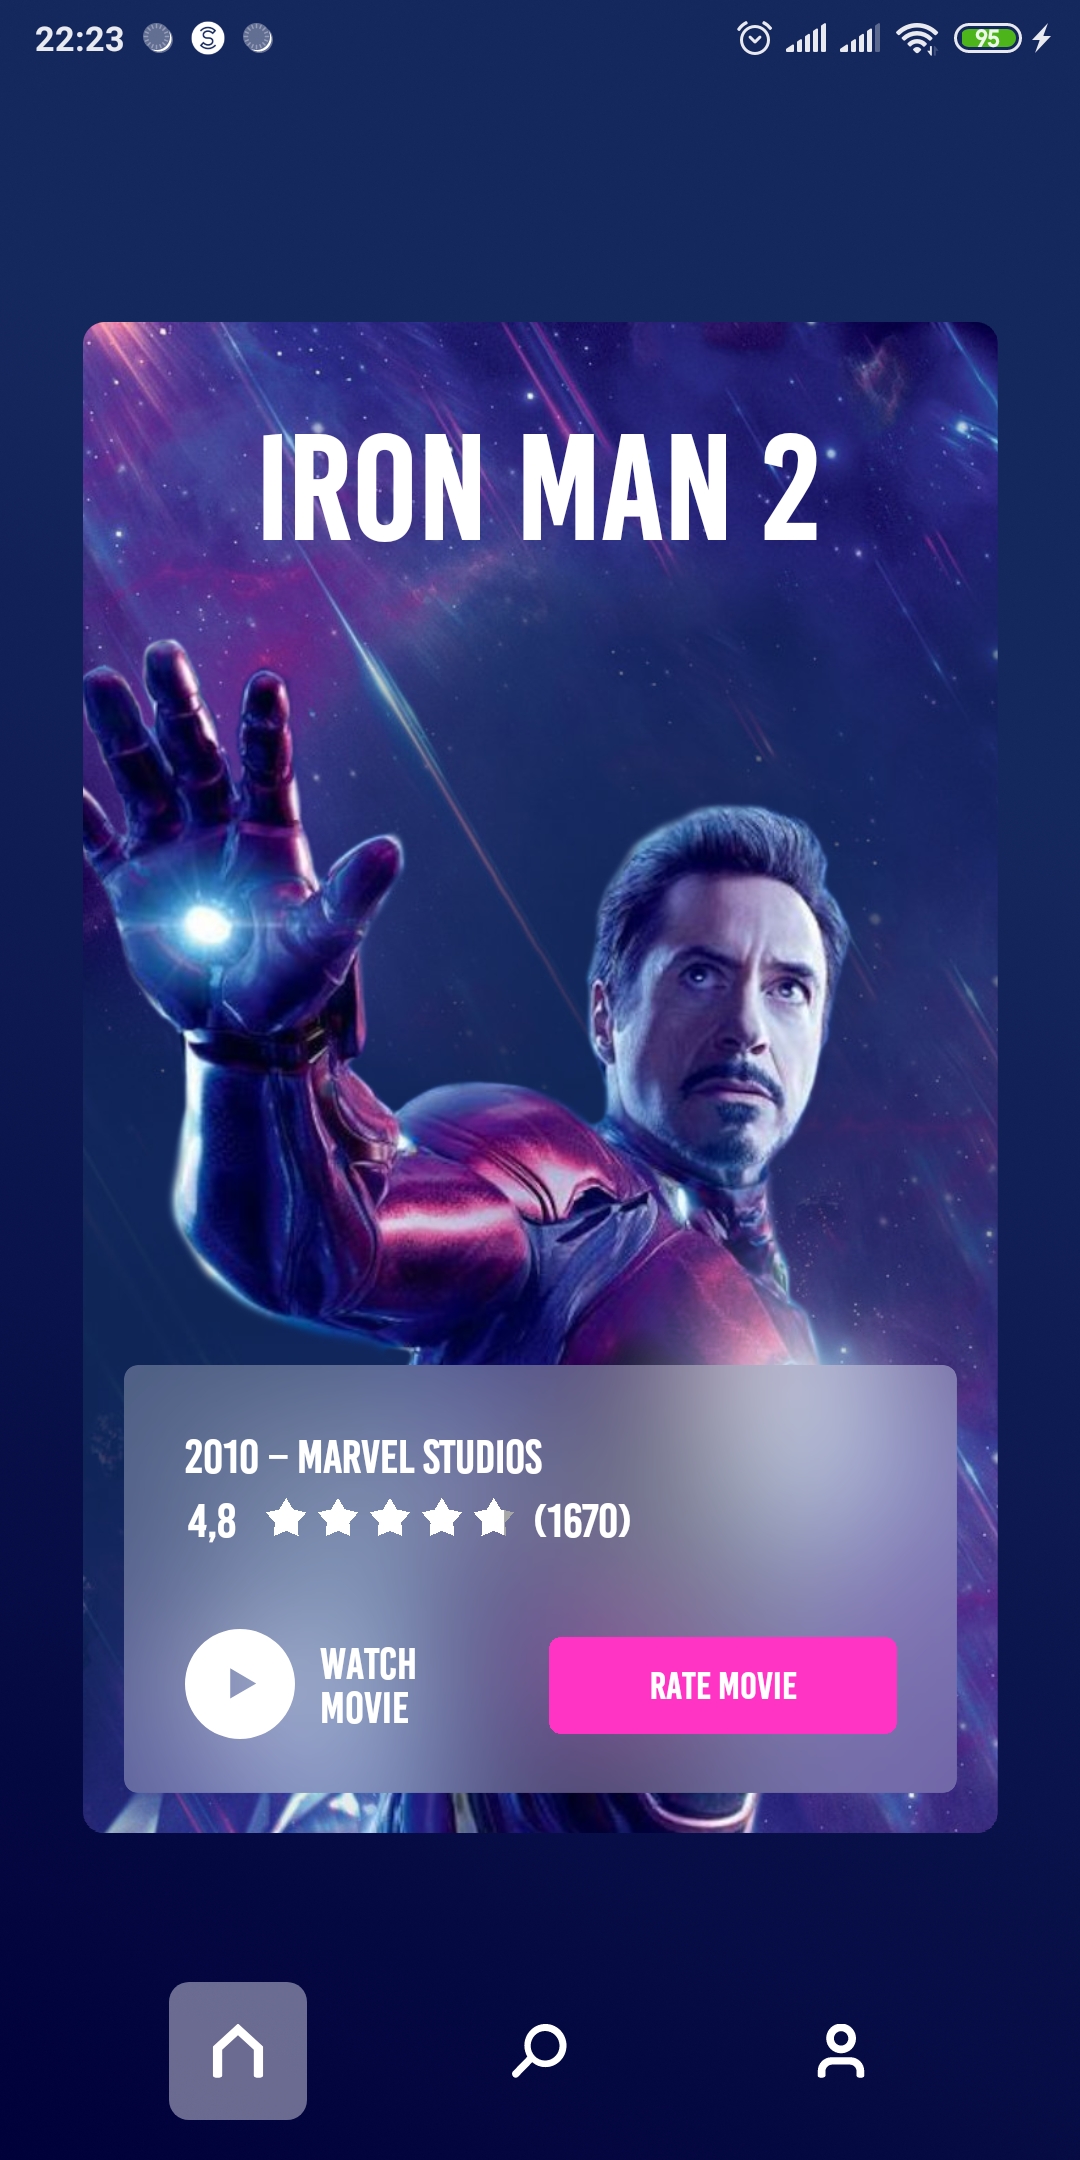 22:23
95
IRON MAN 2
2010 – MARVEL STUDIOS
4,8 (1670)
WATCH
MOVIE
RATE MOVIE